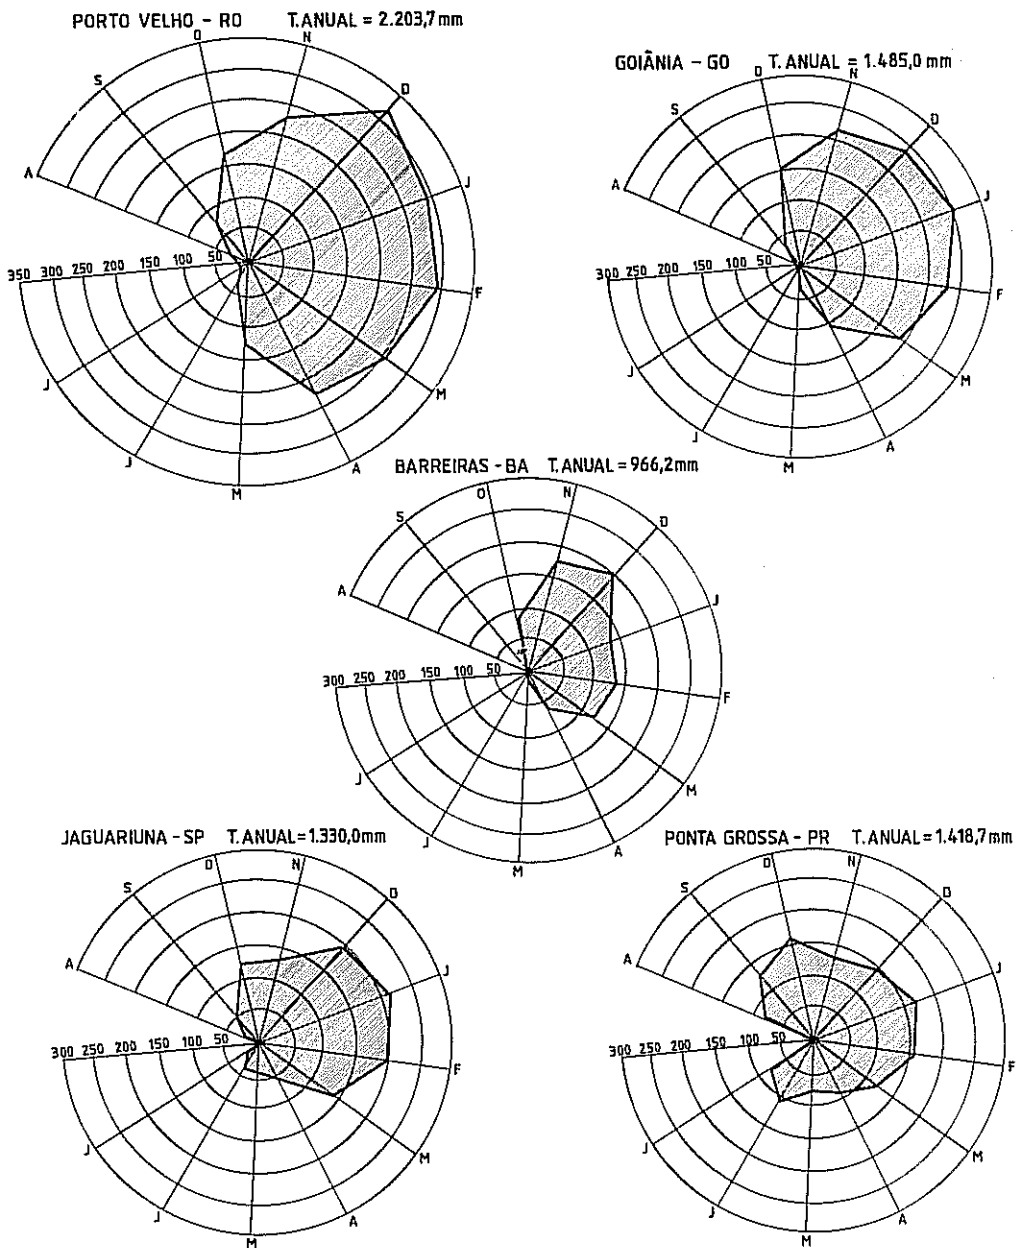 PORTO VELHO - RO T. ANUAL = 2.203,7 mm
O N
S D
A J
350 300 250 200 150 100 50
F
J M
J A
M
GOIÂNIA - GO T. ANUAL = 1.485,0 mm
O N
S D
A J
300 250 200 150 100 50
F
J M
J A
M
BARREIRAS - BA T. ANUAL = 966,2mm
O N
S D
A J
300 250 200 150 100 50
F
J M
J A
M
JAGUARIUNA - SP T. ANUAL = 1.330,0mm
O N
S D
A J
300 250 200 150 100 50
F
J M
J A
M
PONTA GROSSA - PR T. ANUAL = 1.418,7mm
O N
S D
A J
300 250 200 150 100 50
F
J M
J A
M